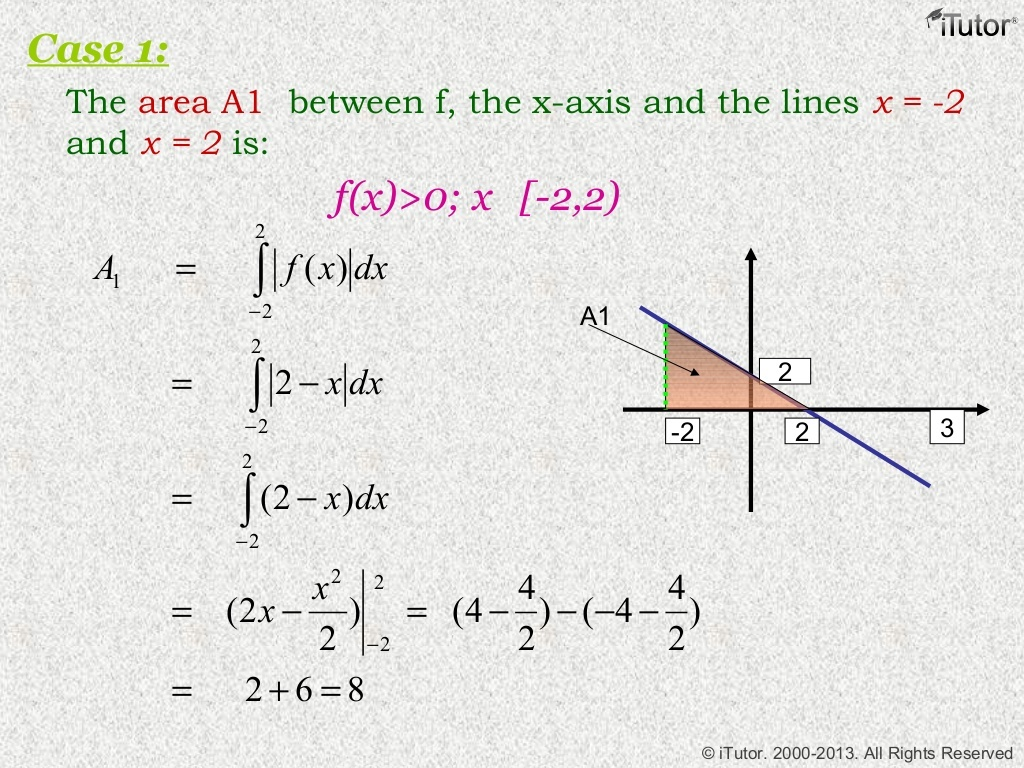 iTutor®
Case 1:
The area A1 between f, the x-axis and the lines x = -2
and x = 2 is:
f(x)>0; x [-2,2)
A₁ = ∫₋₂² |f(x)|dx
= ∫₋₂² |2 − x|dx
= ∫₋₂² (2 − x)dx
= (2x − x²/2)|₋₂² = (4 − 4/2) − (−4 − 4/2)
= 2 + 6 = 8
A1
2
-2
2
3
© iTutor. 2000-2013. All Rights Reserved